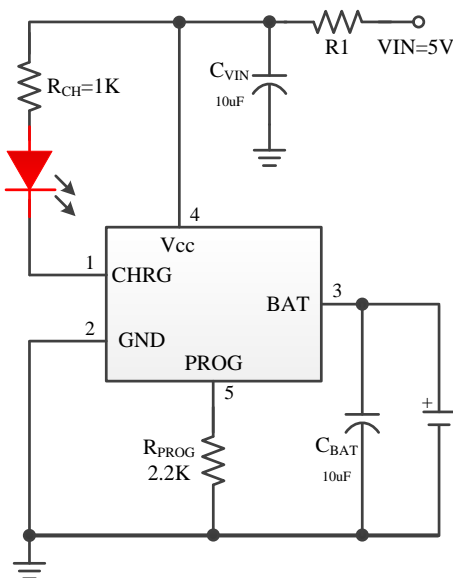 R1
VIN=5V
RCH=1K
CVIN
10uF
4
Vcc
1
CHRG
3
BAT
2
GND
PROG
5
RPROG
2.2K
CBAT
10uF
+